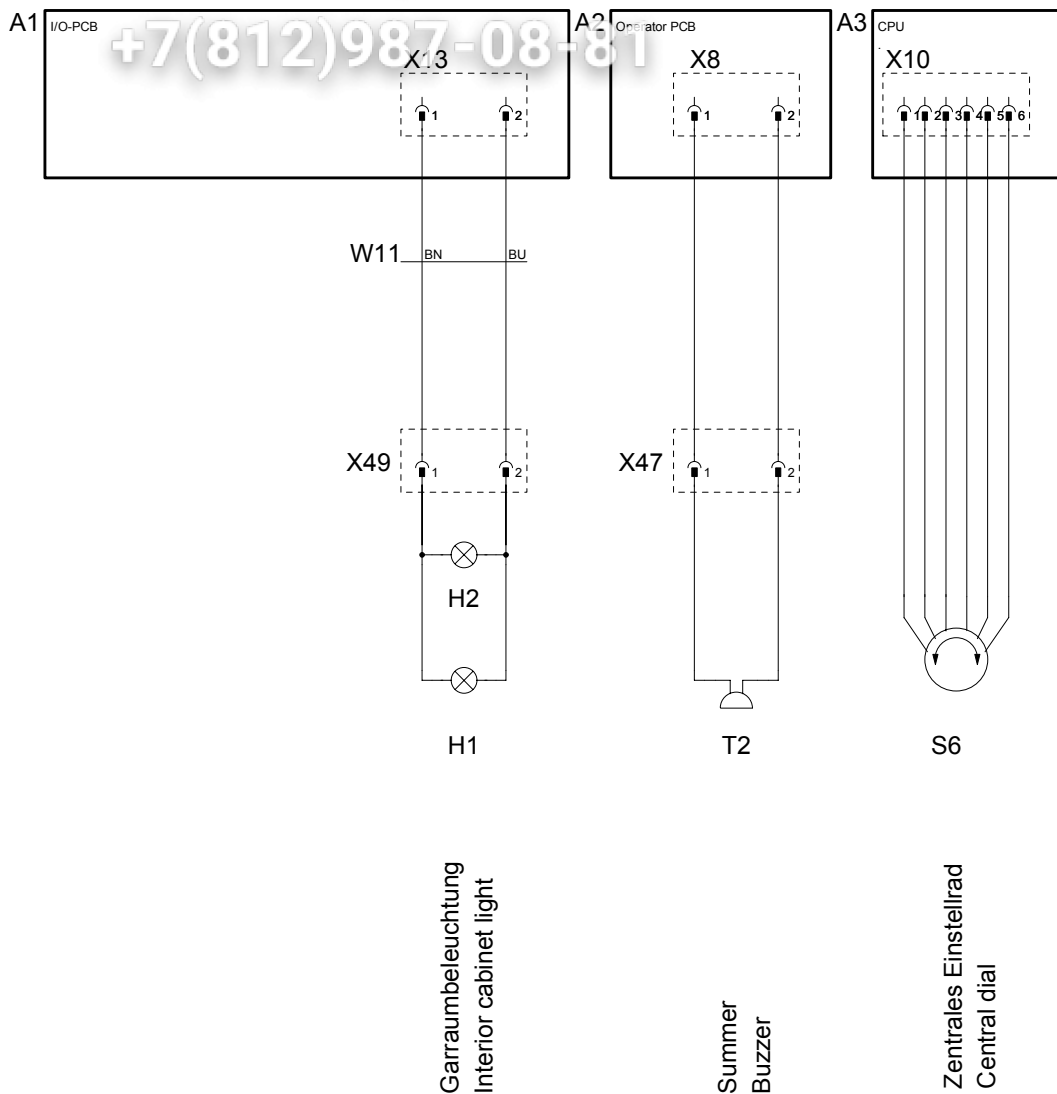 A1 I/O-PCB
+7(812)987-08-81
A2 Operator PCB
A3 CPU
X13
X8
X10
1 2
1 2
1 2 3 4 5 6
W11 BN BU
X49 1 2
X47 1 2
H2
H1
T2
S6
Garraumbeleuchtung
Interior cabinet light
Summer
Buzzer
Zentrales Einstellrad
Central dial